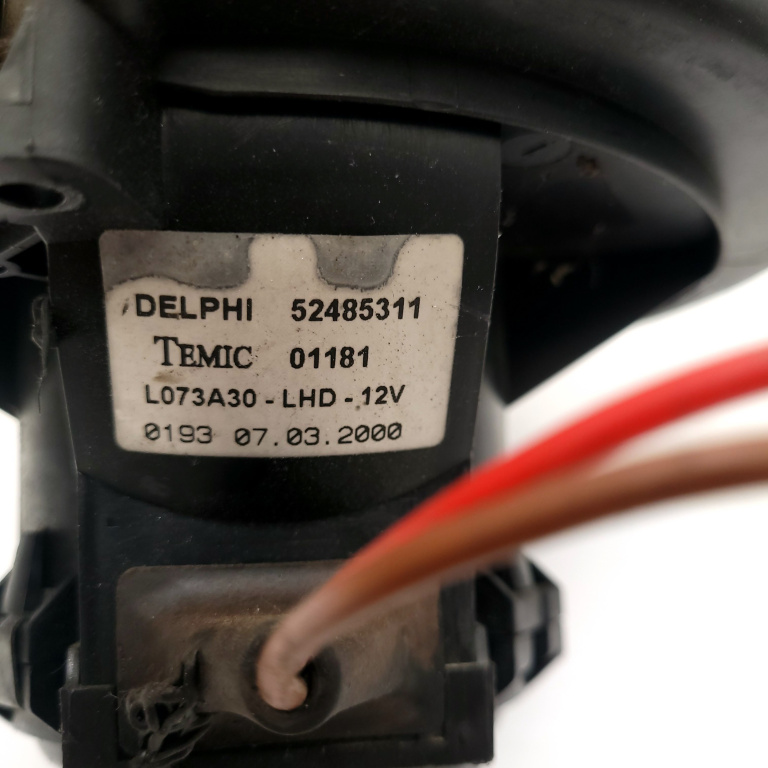 DELPHI 52485311
TEMIC 01181
L073A30 - LHD - 12V
0193 07.03.2000